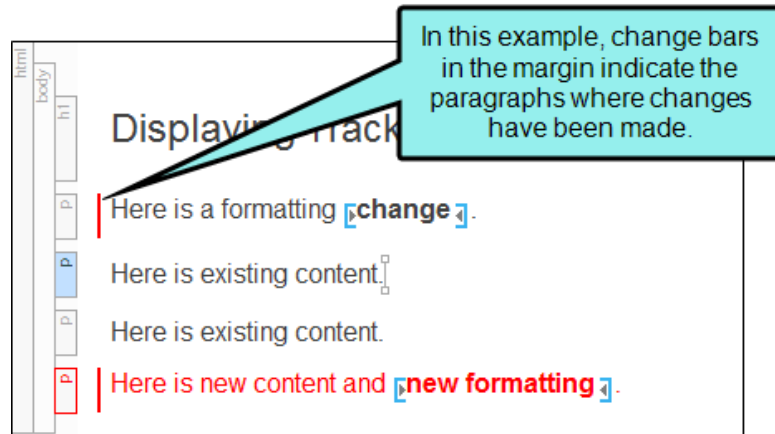 In this example, change bars
in the margin indicate the
paragraphs where changes
have been made.
html
body
h1
Displaying Track
p
Here is a formatting change.
p
Here is existing content.
p
Here is existing content.
p
Here is new content and new formatting.